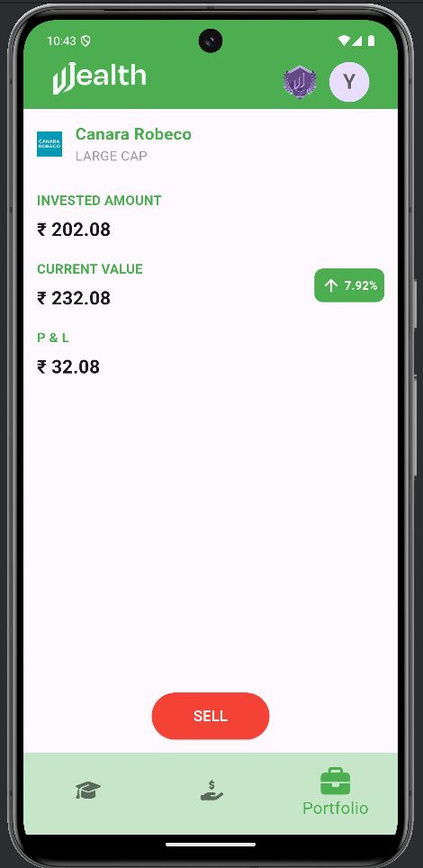 10:43
Wealth
Y
CANARA
ROBECO
Canara Robeco
LARGE CAP
INVESTED AMOUNT
₹ 202.08
CURRENT VALUE
₹ 232.08
7.92%
P & L
₹ 32.08
SELL
$
Portfolio